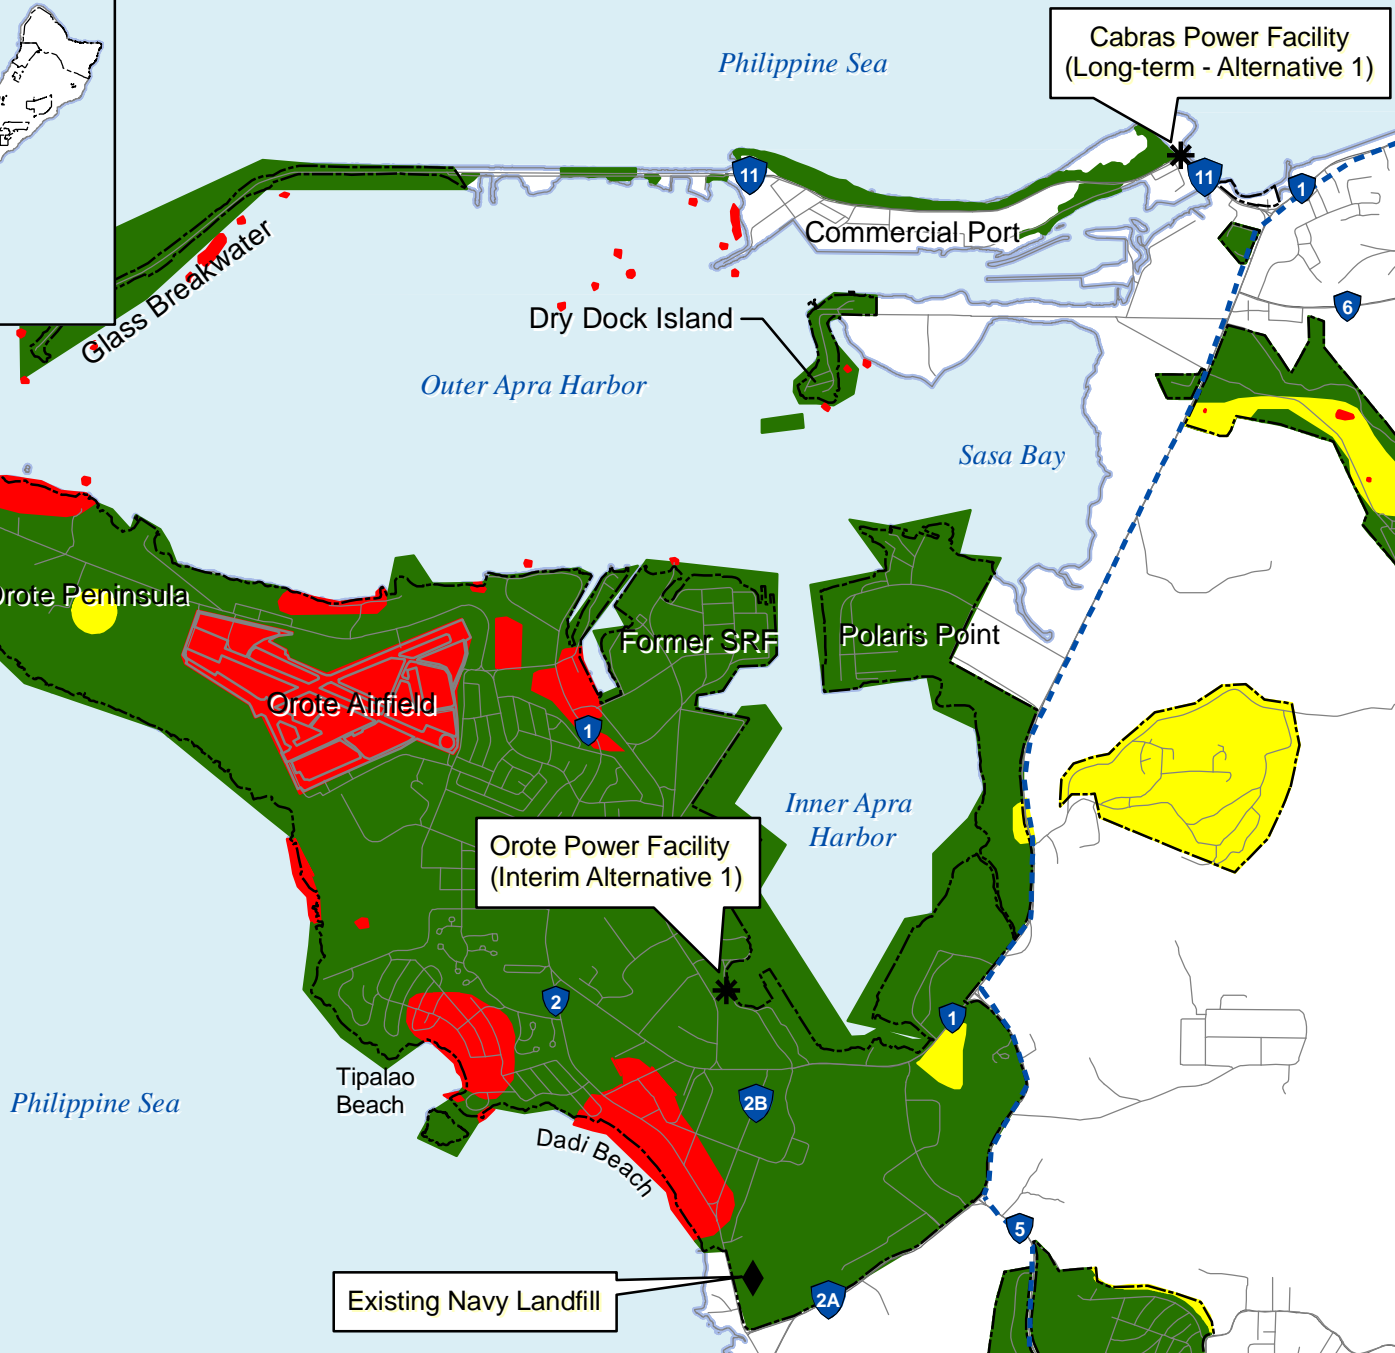 Cabras Power Facility
(Long-term - Alternative 1)
Philippine Sea
11
11
1
Commercial Port
Glass Breakwater
6
Dry Dock Island
Outer Apra Harbor
Sasa Bay
Orote Peninsula
Former SRF
Polaris Point
Orote Airfield
1
Inner Apra
Harbor
Orote Power Facility
(Interim Alternative 1)
2
1
Tipalao
Beach
Philippine Sea
2B
Dadi Beach
5
Existing Navy Landfill
2A